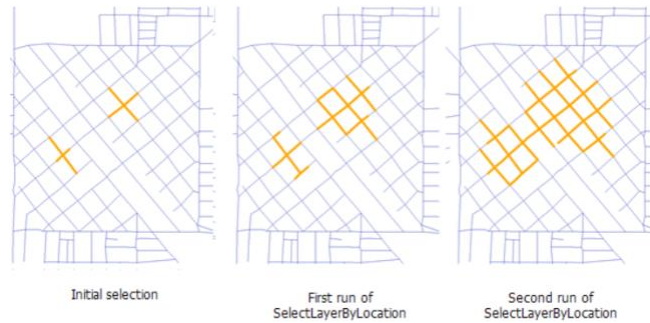 Initial selection
First run of
SelectLayerByLocation
Second run of
SelectLayerByLocation